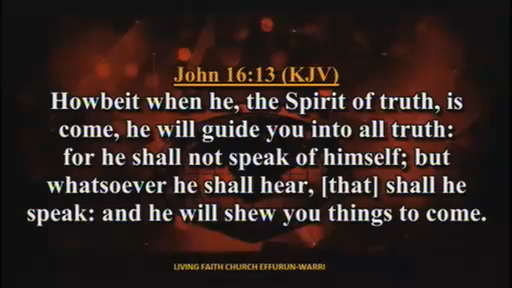 John 16:13 (KJV)
Howbeit when he, the Spirit of truth, is
come, he will guide you into all truth:
for he shall not speak of himself; but
whatsoever he shall hear, [that] shall he
speak: and he will shew you things to come.
LIVING FAITH CHURCH EFFURUN-WARRI